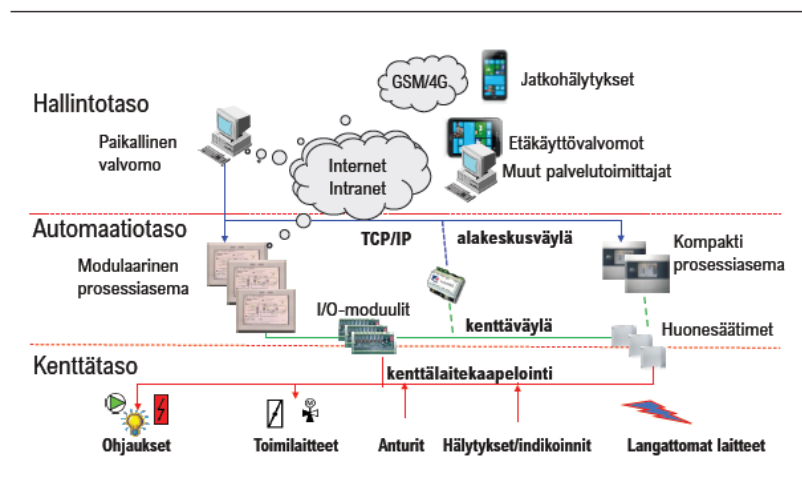 GSM/4G
Jatkohälytykset
Hallintotaso
Paikallinen
valvomo
Etäkäyttövalvomot
Internet
Intranet
Muut palvelutoimittajat
Automaatiotaso
TCP/IP
alakeskusväylä
Kompakti
prosessiasema
Modulaarinen
prosessiasema
I/O-moduulit
kenttäväylä
Huonesäätimet
Kenttätaso
kenttälaitekaapelointi
Ohjaukset
Toimilaitteet
Anturit
Hälytykset/indikoinnit
Langattomat laitteet